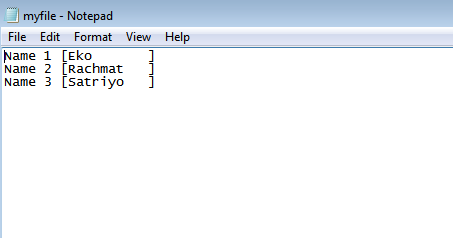 myfile - Notepad
File Edit Format View Help
Name 1 [Eko       ]
Name 2 [Rachmat   ]
Name 3 [Satriyo   ]